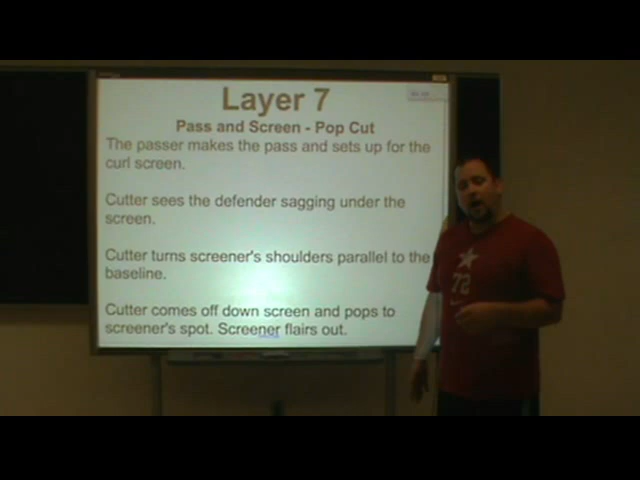 Layer 7
Pass and Screen - Pop Cut
The passer makes the pass and sets up for the
curl screen.
Cutter sees the defender sagging under the
screen.
Cutter turns screener's shoulders parallel to the
baseline.
Cutter comes off down screen and pops to
screener's spot. Screener flairs out.
72